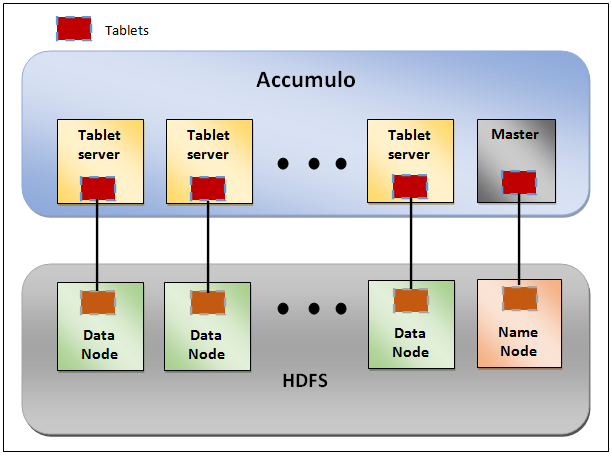 Tablets
Accumulo
Tablet
server
Tablet
server
Tablet
server
Master
Data
Node
Data
Node
Data
Node
Name
Node
HDFS